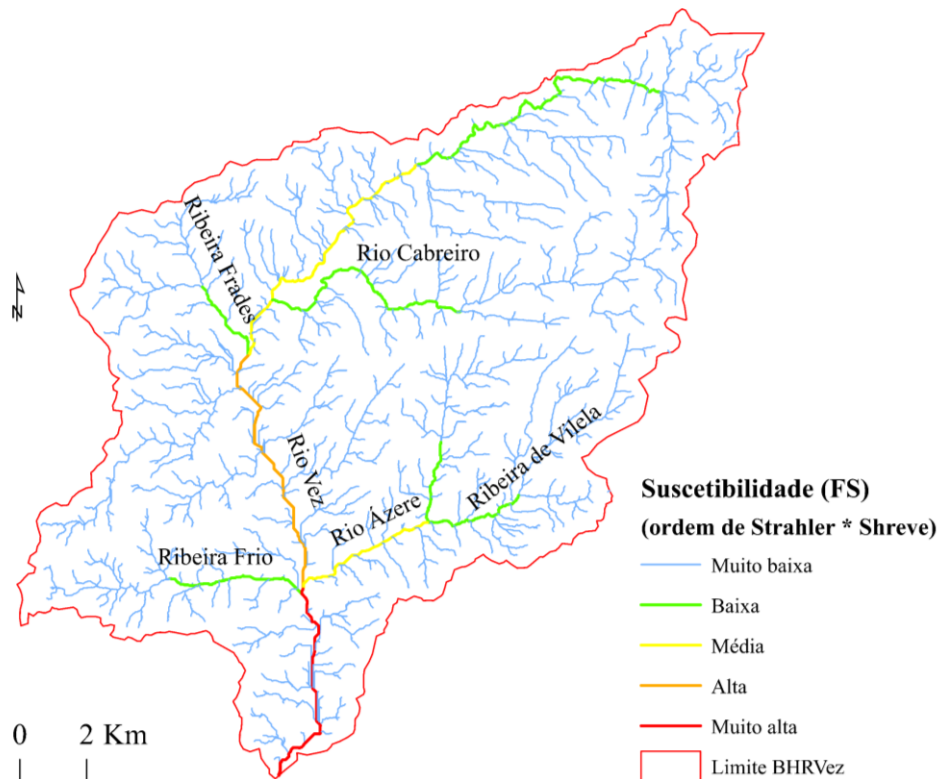 Ribeira Frades
Rio Cabreiro
N
Rio Vez
Rio Ázere
Ribeira de Vilela
Ribeira Frio
Suscetibilidade (FS)
(ordem de Strahler * Shreve)
Muito baixa
Baixa
Média
Alta
Muito alta
Limite BHRVez
0 2 Km